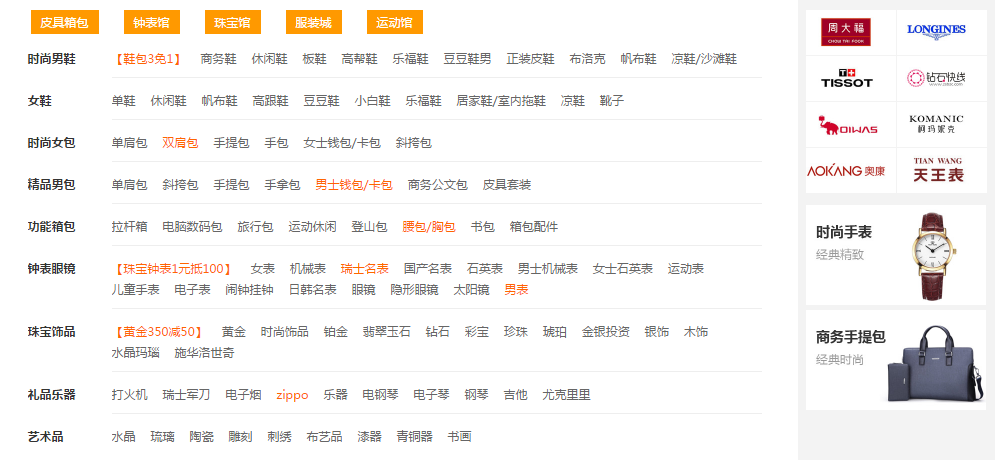 皮具箱包 钟表馆 珠宝馆 服装城 运动馆
时尚男鞋 【鞋包3免1】 商务鞋 休闲鞋 板鞋 高帮鞋 乐福鞋 豆豆鞋男 正装皮鞋 布洛克 帆布鞋 凉鞋/沙滩鞋
女鞋 单鞋 休闲鞋 帆布鞋 高跟鞋 豆豆鞋 小白鞋 乐福鞋 居家鞋/室内拖鞋 凉鞋 靴子
时尚女包 单肩包 双肩包 手提包 手包 女士钱包/卡包 斜挎包
精品男包 单肩包 斜挎包 手提包 手拿包 男士钱包/卡包 商务公文包 皮具套装
功能箱包 拉杆箱 电脑数码包 旅行包 运动休闲 登山包 腰包/胸包 书包 箱包配件
钟表眼镜 【珠宝钟表1元抵100】 女表 机械表 瑞士名表 国产名表 石英表 男士机械表 女士石英表 运动表
儿童手表 电子表 闹钟挂钟 日韩名表 眼镜 隐形眼镜 太阳镜 男表
珠宝饰品 【黄金350减50】 黄金 时尚饰品 铂金 翡翠玉石 钻石 彩宝 珍珠 琥珀 金银投资 银饰 木饰
水晶玛瑙 施华洛世奇
礼品乐器 打火机 瑞士军刀 电子烟 zippo 乐器 电钢琴 电子琴 钢琴 吉他 尤克里里
艺术品 水晶 琉璃 陶瓷 雕刻 刺绣 布艺品 漆器 青铜器 书画
周大福
CHOW TAI FOOK
LONGINES
TISSOT
钻石快线
OIWAS
KOMANIC
柯玛妮克
AOKANG 奥康
TIAN WANG
天王表
时尚手表
经典精致
商务手提包
经典时尚